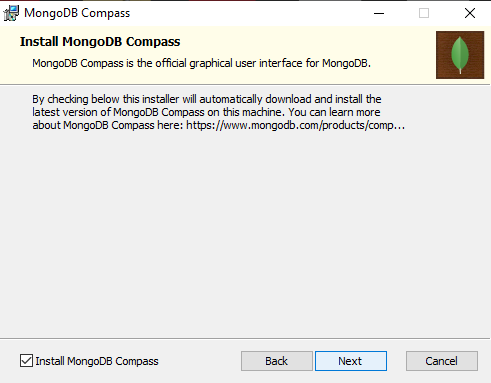 MongoDB Compass
Install MongoDB Compass
MongoDB Compass is the official graphical user interface for MongoDB.
By checking below this installer will automatically download and install the
latest version of MongoDB Compass on this machine. You can learn more
about MongoDB Compass here: https://www.mongodb.com/products/comp...
Install MongoDB Compass
Back
Next
Cancel